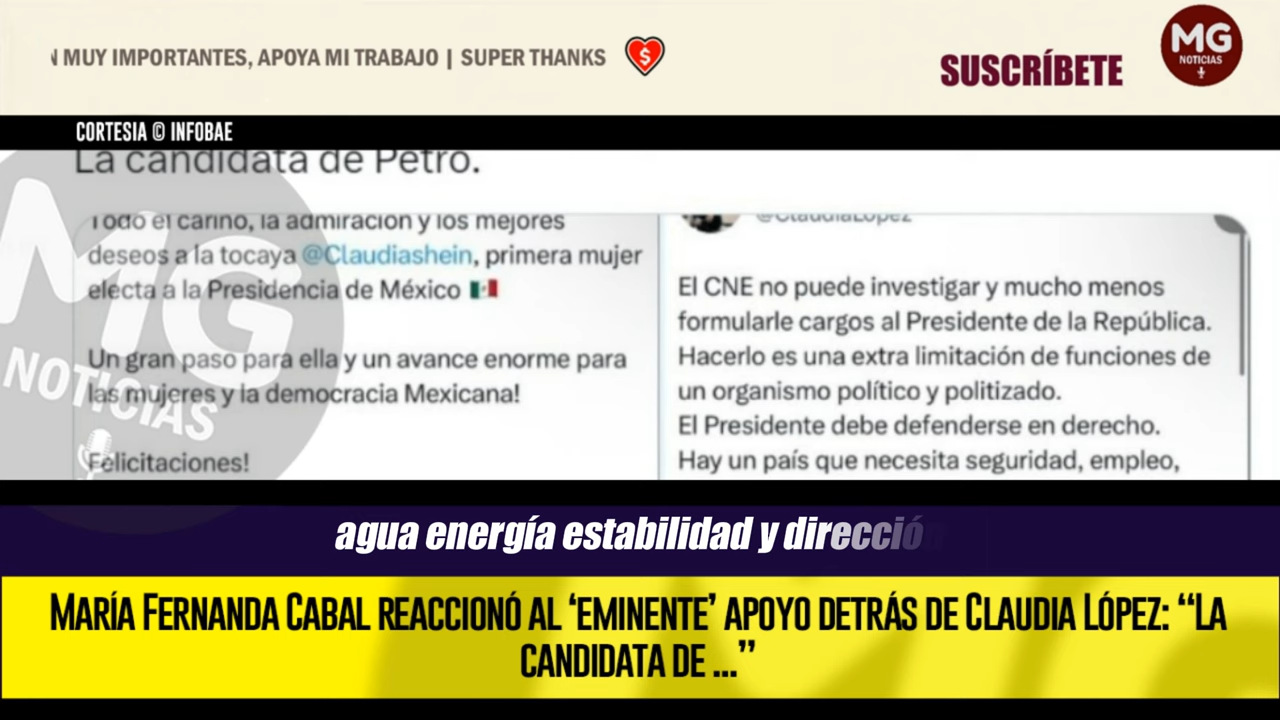 MUY IMPORTANTES, APOYA MI TRABAJO | SUPER THANKS
SUSCRÍBETE
MG
NOTICIAS
CORTESIA © INFOBAE
La candidata de Petro.
Todo el cariño, la admiración y los mejores
deseos a la tocaya @Claudiashein, primera mujer
electa a la Presidencia de México
Un gran paso para ella y un avance enorme para
las mujeres y la democracia Mexicana!
Felicitaciones!
@ClaudiaLopez
El CNE no puede investigar y mucho menos
formularle cargos al Presidente de la República.
Hacerlo es una extra limitación de funciones de
un organismo político y politizado.
El Presidente debe defenderse en derecho.
Hay un país que necesita seguridad, empleo,
MG
NOTICIAS
agua energía estabilidad y dirección
MARÍA FERNANDA CABAL REACCIONÓ AL ‘EMINENTE’ APOYO DETRÁS DE CLAUDIA LÓPEZ: “LA
CANDIDATA DE ...”